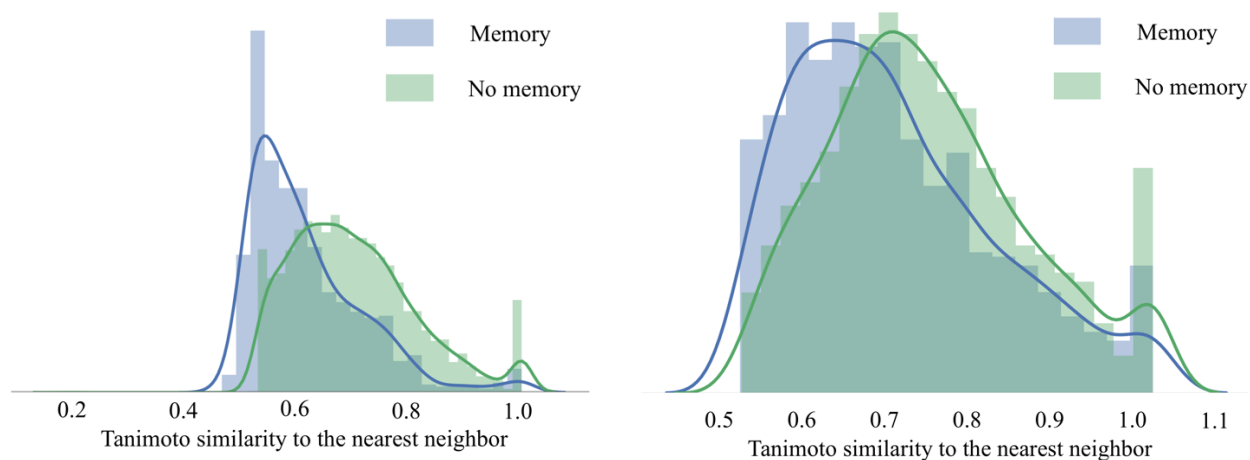 Memory
No memory
0.2 0.4 0.6 0.8 1.0
Tanimoto similarity to the nearest neighbor
Memory
No memory
0.5 0.6 0.7 0.8 0.9 1.0 1.1
Tanimoto similarity to the nearest neighbor